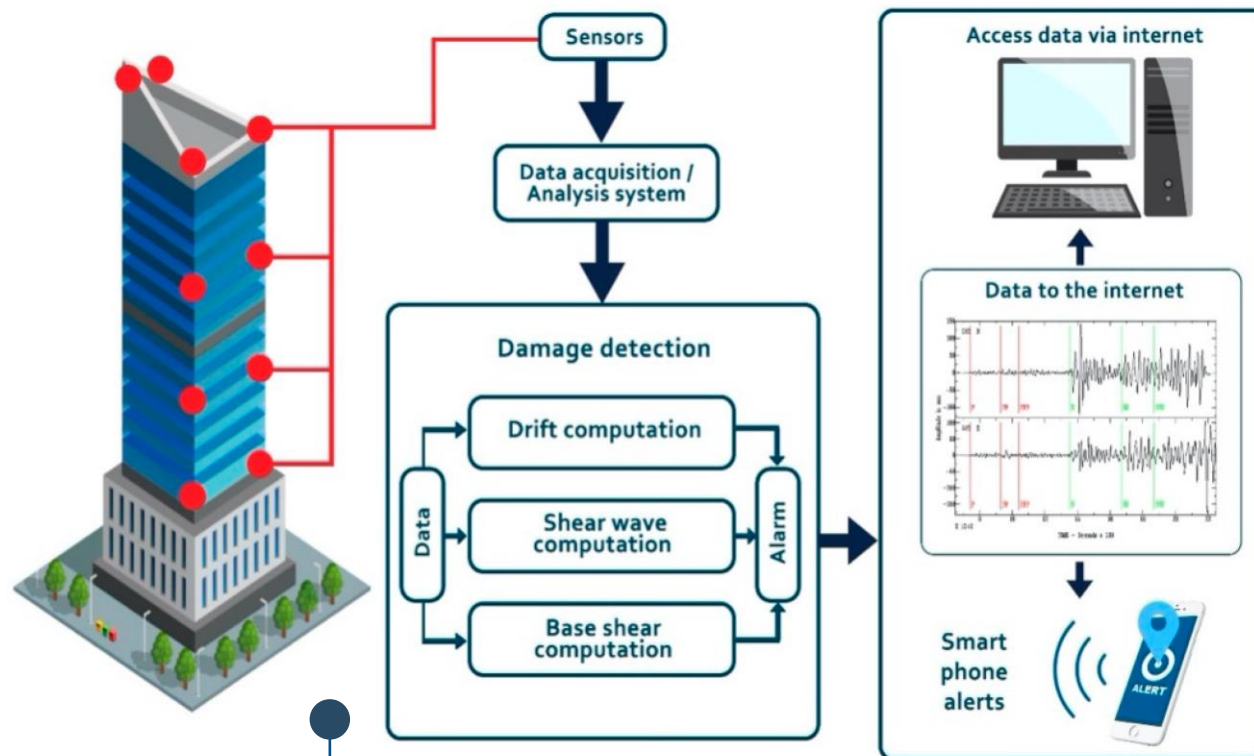 Sensors
Data acquisition /
Analysis system
Damage detection
Data
Drift computation
Shear wave
computation
Base shear
computation
Alarm
Access data via internet
Data to the internet
Smart
phone
alerts
ALERT